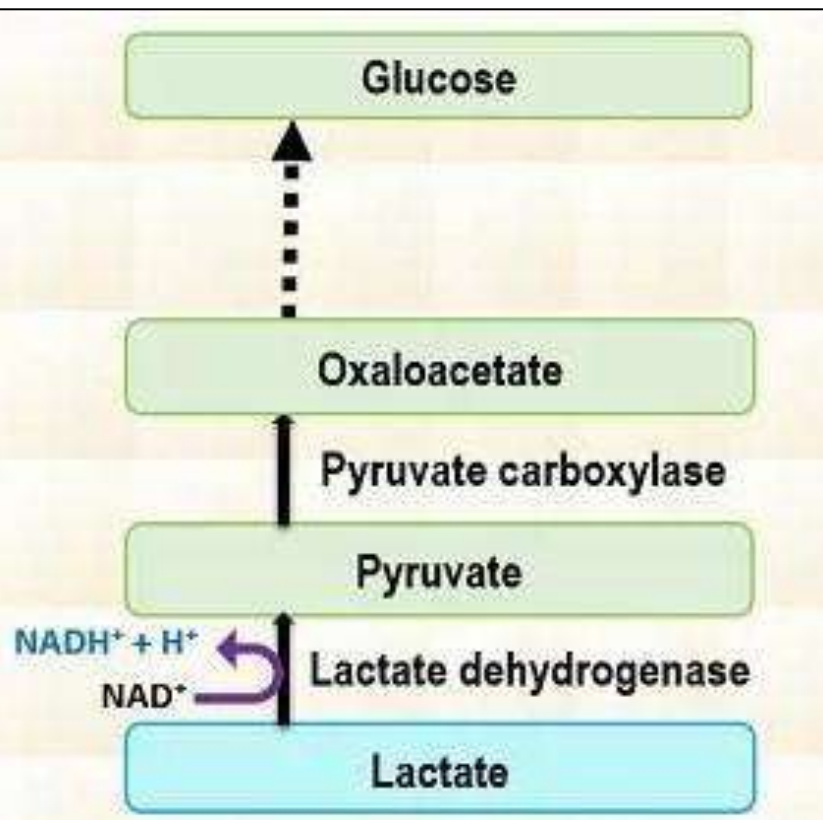 Glucose
Oxaloacetate
Pyruvate carboxylase
Pyruvate
NADH⁺ + H⁺
Lactate dehydrogenase
NAD⁺
Lactate